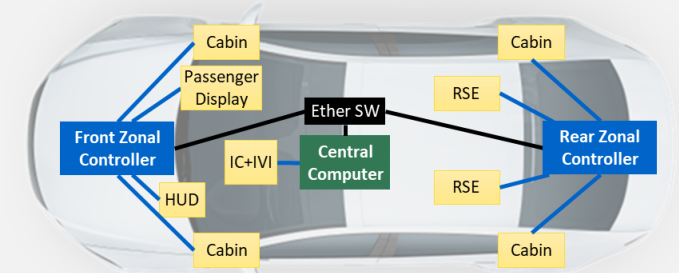 Cabin
Cabin
Passenger
Display
RSE
Ether SW
Front Zonal
Controller
Rear Zonal
Controller
IC+IVI
Central
Computer
RSE
HUD
Cabin
Cabin